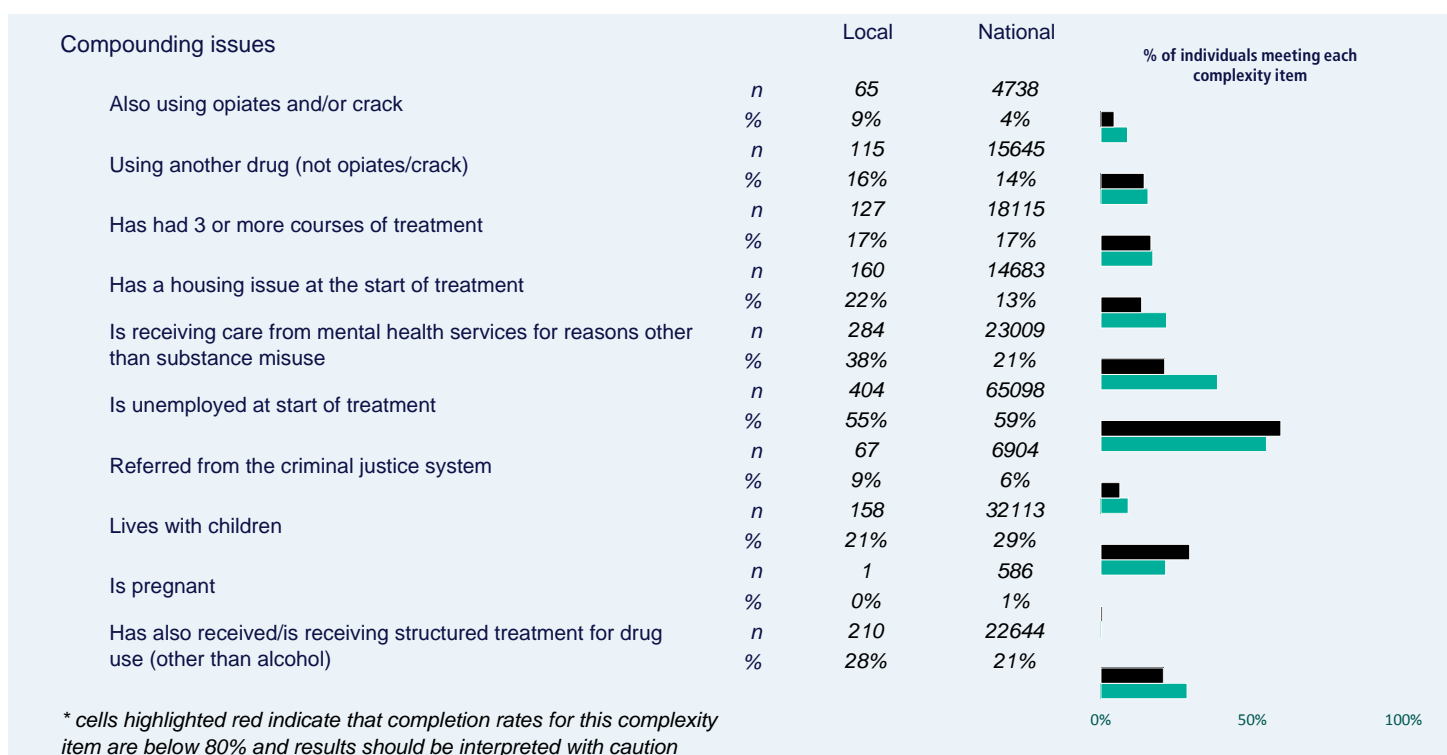 Compounding issues Local National
% of individuals meeting each
complexity item
Also using opiates and/or crack
n 65 4738
% 9% 4%
Using another drug (not opiates/crack)
n 115 15645
% 16% 14%
Has had 3 or more courses of treatment
n 127 18115
% 17% 17%
Has a housing issue at the start of treatment
n 160 14683
% 22% 13%
Is receiving care from mental health services for reasons other
than substance misuse
n 284 23009
% 38% 21%
Is unemployed at start of treatment
n 404 65098
% 55% 59%
Referred from the criminal justice system
n 67 6904
% 9% 6%
Lives with children
n 158 32113
% 21% 29%
Is pregnant
n 1 586
% 0% 1%
Has also received/is receiving structured treatment for drug
use (other than alcohol)
n 210 22644
% 28% 21%
0% 50% 100%
* cells highlighted red indicate that completion rates for this complexity
item are below 80% and results should be interpreted with caution